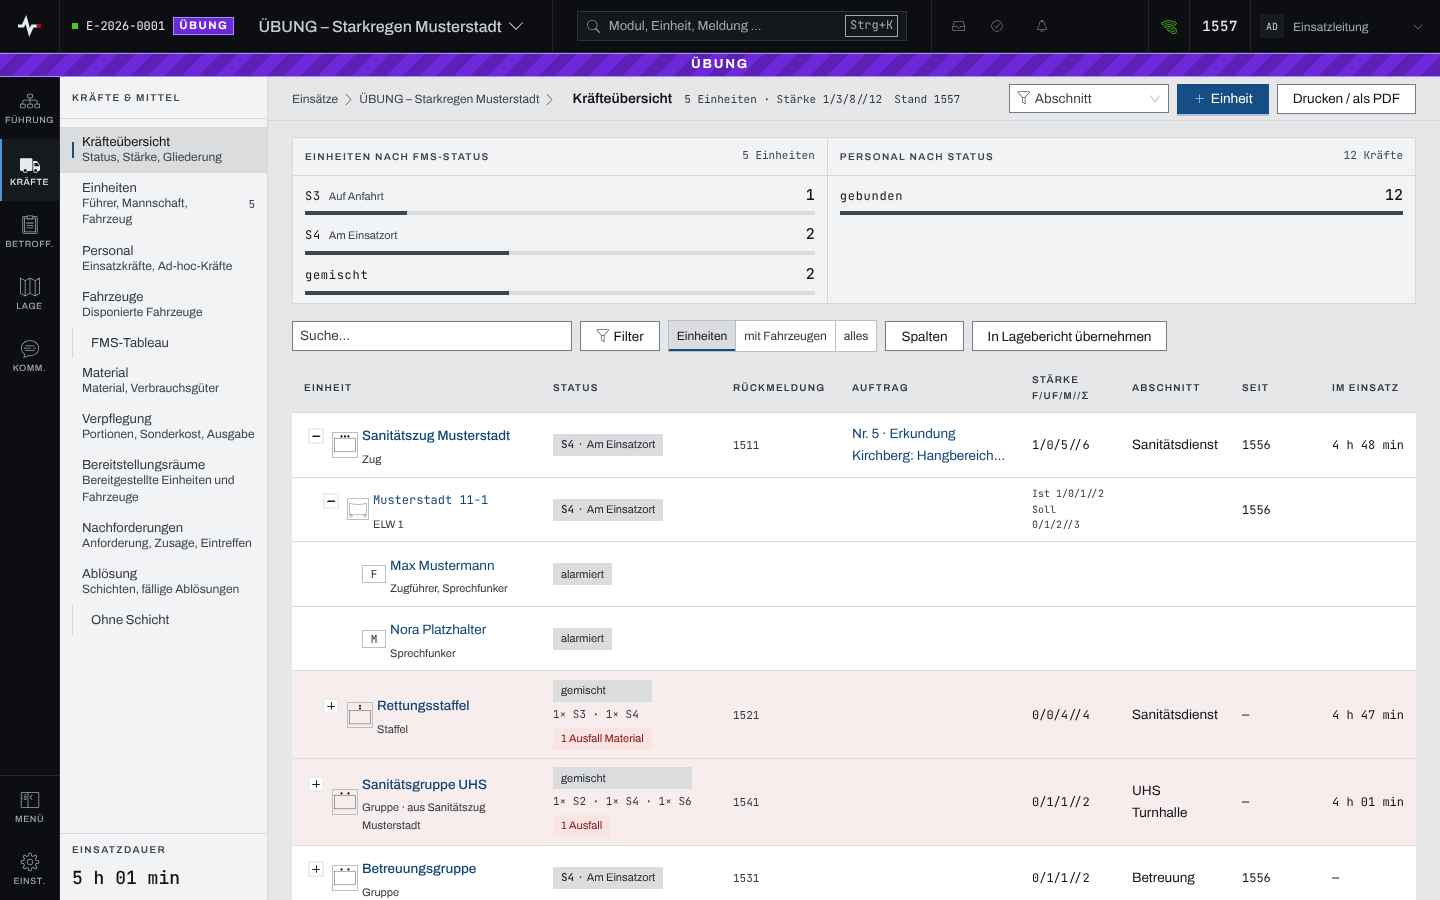 E-2026-0001 ÜBUNG ÜBUNG – Starkregen Musterstadt Modul, Einheit, Meldung ... Strg+K 1557 AD Einsatzleitung
ÜBUNG
FÜHRUNG
KRÄFTE
BETROFF.
LAGE
KOMM.
MENÜ
EINST.
KRÄFTE & MITTEL
Kräfteübersicht
Status, Stärke, Gliederung
Einheiten
Führer, Mannschaft,
Fahrzeug
5
Personal
Einsatzkräfte, Ad-hoc-Kräfte
Fahrzeuge
Disponierte Fahrzeuge
FMS-Tableau
Material
Material, Verbrauchsgüter
Verpflegung
Portionen, Sonderkost, Ausgabe
Bereitstellungsräume
Bereitgestellte Einheiten und
Fahrzeuge
Nachforderungen
Anforderung, Zusage, Eintreffen
Ablösung
Schichten, fällige Ablösungen
Ohne Schicht
EINSATZDAUER
5 h 01 min
Einsätze ÜBUNG – Starkregen Musterstadt Kräfteübersicht 5 Einheiten · Stärke 1/3/8//12 Stand 1557 Abschnitt + Einheit Drucken / als PDF
EINHEITEN NACH FMS-STATUS 5 Einheiten
S3 Auf Anfahrt 1
S4 Am Einsatzort 2
gemischt 2
PERSONAL NACH STATUS 12 Kräfte
gebunden 12
Suche... Filter Einheiten mit Fahrzeugen alles Spalten In Lagebericht übernehmen
EINHEIT STATUS RÜCKMELDUNG AUFTRAG STÄRKE F/UF/M//Σ ABSCHNITT SEIT IM EINSATZ
Sanitätszug Musterstadt
Zug
S4 · Am Einsatzort
1511
Nr. 5 · Erkundung
Kirchberg: Hangbereich...
1/0/5//6
Sanitätsdienst
1556
4 h 48 min
Musterstadt 11-1
ELW 1
S4 · Am Einsatzort
Ist 1/0/1//2
Soll
0/1/2//3
1556
F
Max Mustermann
Zugführer, Sprechfunker
alarmiert
M
Nora Platzhalter
Sprechfunker
alarmiert
Rettungsstaffel
Staffel
gemischt
1× S3 · 1× S4
1 Ausfall Material
1521
0/0/4//4
Sanitätsdienst
–
4 h 47 min
Sanitätsgruppe UHS
Gruppe · aus Sanitätszug
Musterstadt
gemischt
1× S2 · 1× S4 · 1× S6
1 Ausfall
1541
0/1/1//2
UHS
Turnhalle
–
4 h 01 min
Betreuungsgruppe
Gruppe
S4 · Am Einsatzort
1531
0/1/1//2
Betreuung
1556
–